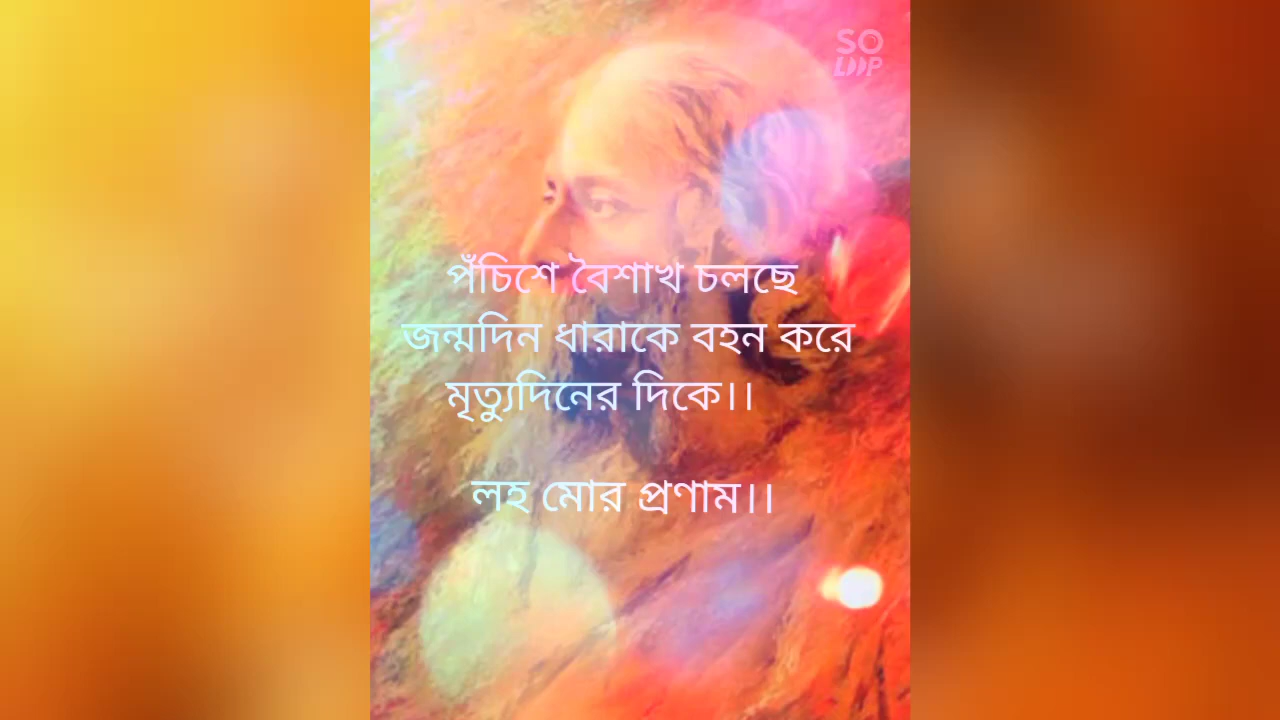 SO
LOOP
পঁচিশে বৈশাখ চলছে
জন্মদিন ধারাকে বহন করে
মৃত্যুদিনের দিকে।।
লহ মোর প্রণাম।।